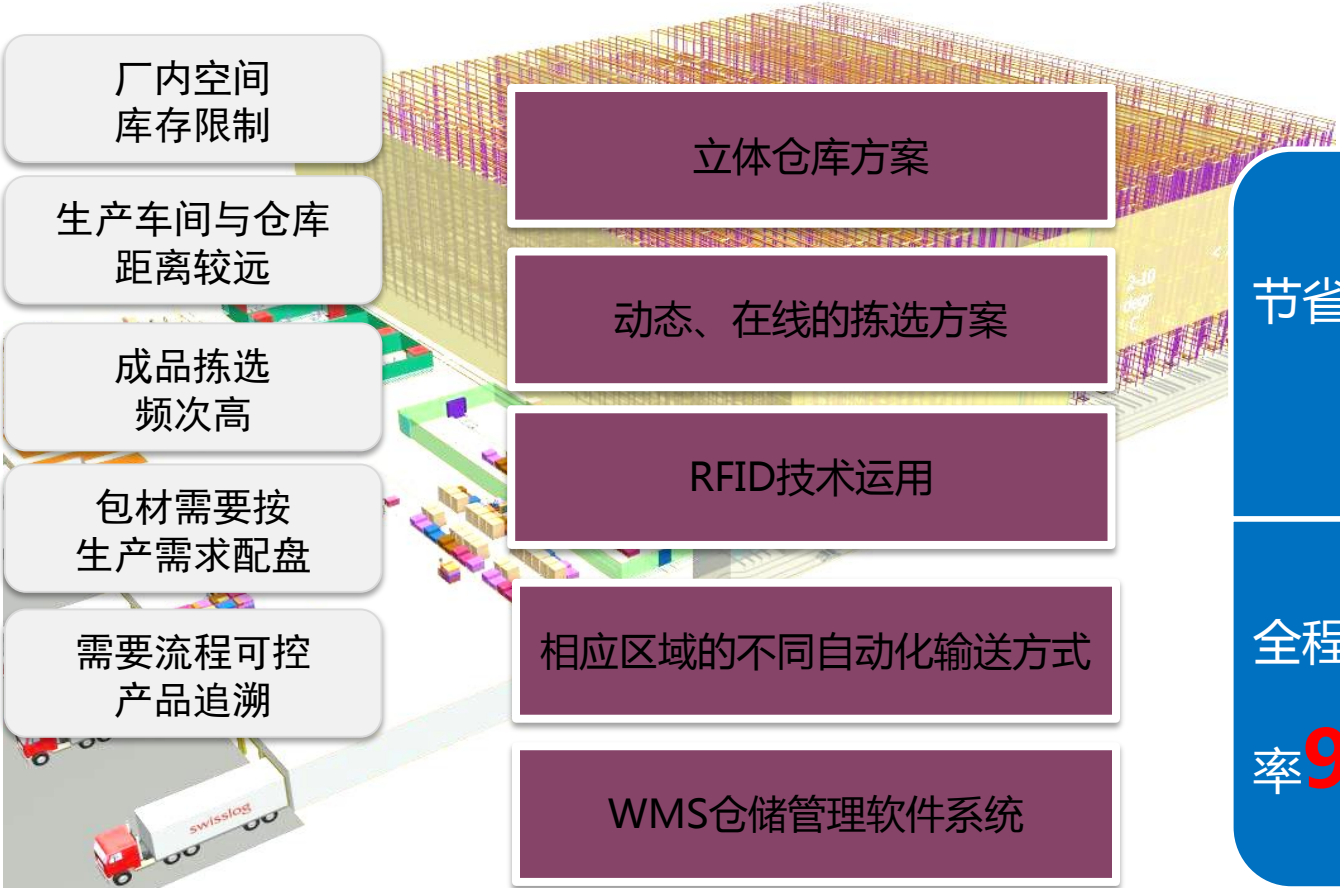 厂内空间
库存限制
生产车间与仓库
距离较远
成品拣选
频次高
包材需要按
生产需求配盘
需要流程可控
产品追溯
立体仓库方案
动态、在线的拣选方案
RFID技术运用
相应区域的不同自动化输送方式
WMS仓储管理软件系统
节省
全程
率9
swisslog